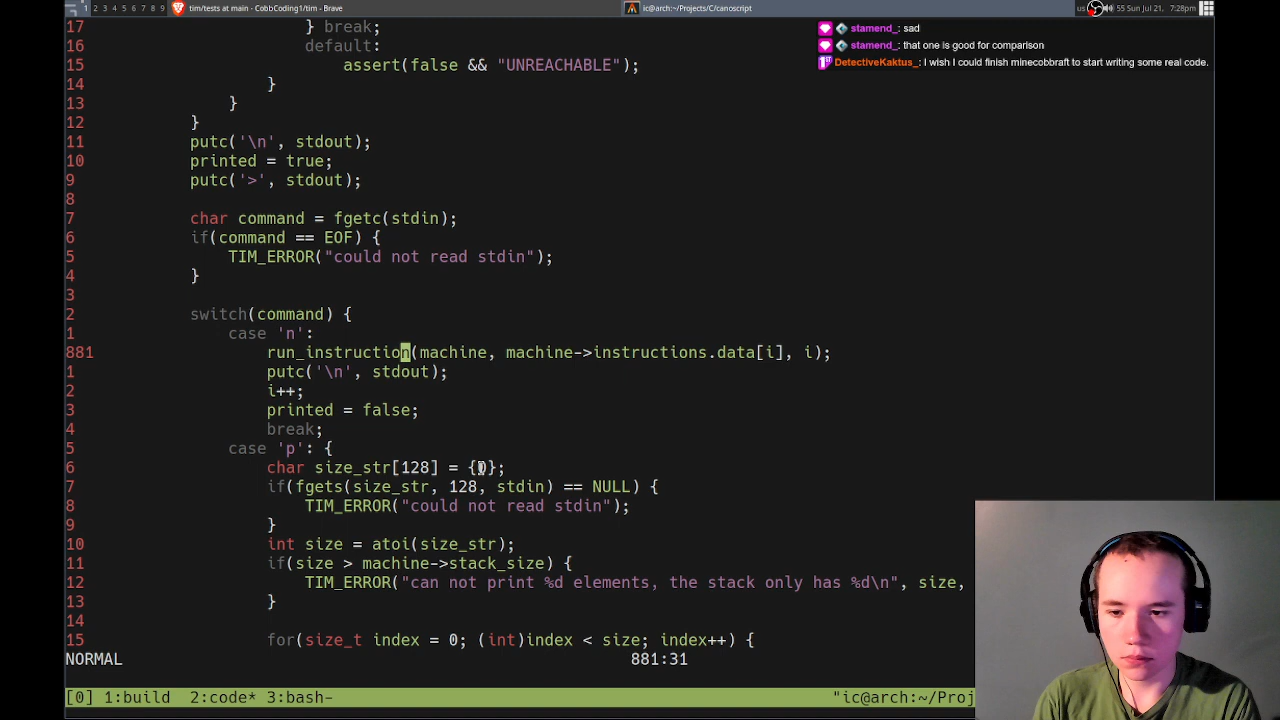 1 2 3 4 5 6 7 8 9 tim/tests at main - CobbCoding1/tim - Brave ic@arch:~/Projects/C/canoscript us 55 Sun Jul 21, 7:28pm
stamend_: sad
stamend_: that one is good for comparison
DetectiveKaktus_: I wish I could finish minecobbraft to start writing some real code.
17 } break;
16 default:
15 assert(false && "UNREACHABLE");
14 }
13 }
12 }
11 putc('\n', stdout);
10 printed = true;
9 putc('>', stdout);
8
7 char command = fgetc(stdin);
6 if(command == EOF) {
5 TIM_ERROR("could not read stdin");
4 }
3
2 switch(command) {
1 case 'n':
881 run_instruction(machine, machine->instructions.data[i], i);
1 putc('\n', stdout);
2 i++;
3 printed = false;
4 break;
5 case 'p': {
6 char size_str[128] = {0};
7 if(fgets(size_str, 128, stdin) == NULL) {
8 TIM_ERROR("could not read stdin");
9 }
10 int size = atoi(size_str);
11 if(size > machine->stack_size) {
12 TIM_ERROR("can not print %d elements, the stack only has %d\n", size,
13 }
14
15 for(size_t index = 0; (int)index < size; index++) {
NORMAL 881:31
[0] 1:build 2:code* 3:bash- "ic@arch:~/Proj